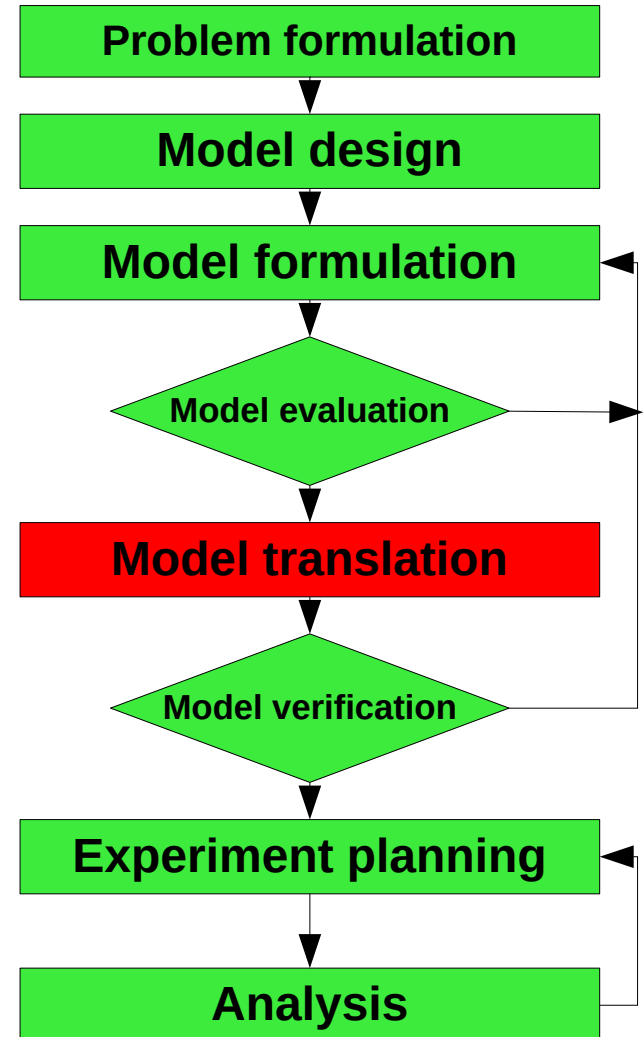 Problem formulation
Model design
Model formulation
Model evaluation
Model translation
Model verification
Experiment planning
Analysis